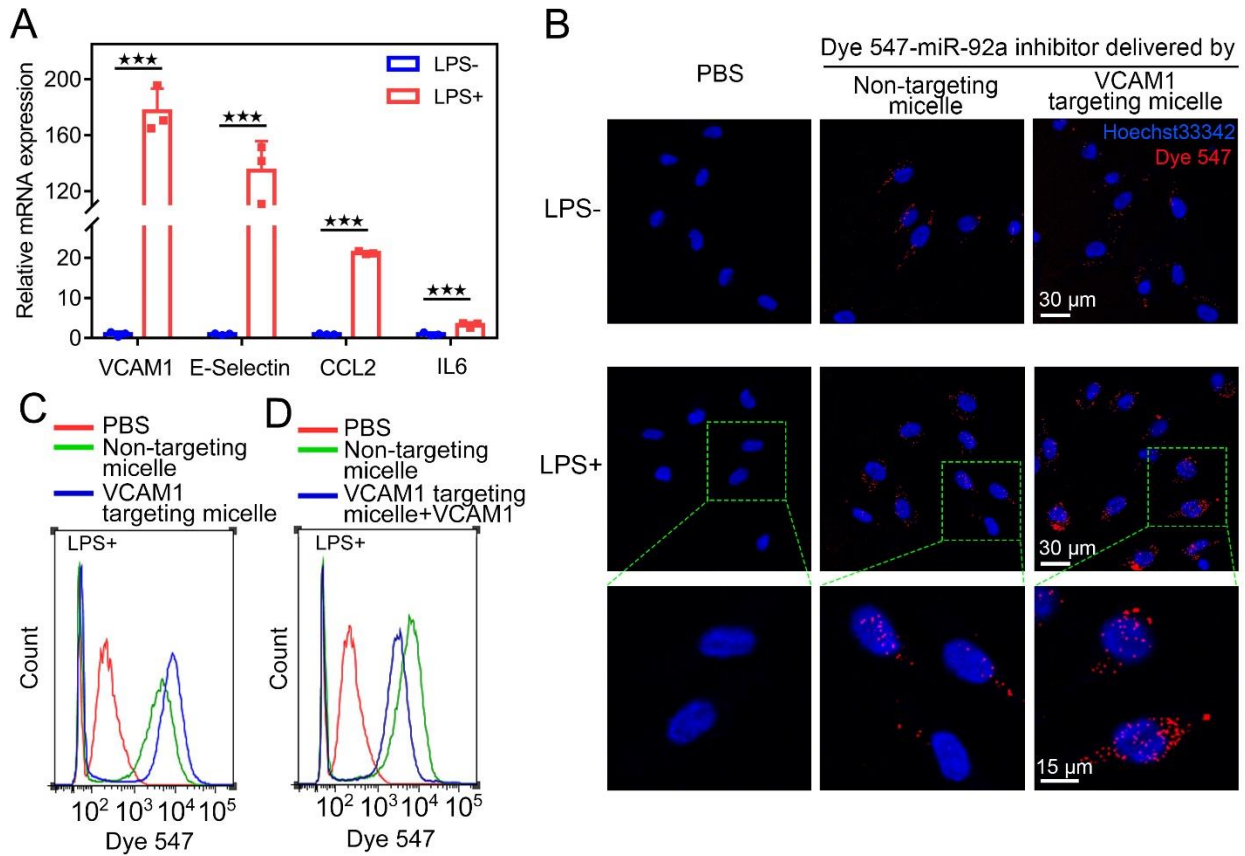 A
Relative mRNA expression
200
160
120
20
10
0
★★★
★★★
★★★
★★★
LPS-
LPS+
VCAM1
E-Selectin
CCL2
IL6
B
Dye 547-miR-92a inhibitor delivered by
PBS
Non-targeting
micelle
VCAM1
targeting micelle
Hoechst33342
Dye 547
LPS-
30 µm
LPS+
30 µm
15 µm
C
PBS
Non-targeting
micelle
VCAM1
targeting micelle
LPS+
Count
10² 10³ 10⁴ 10⁵
Dye 547
D
PBS
Non-targeting
micelle
VCAM1 targeting
micelle+VCAM1
LPS+
Count
10² 10³ 10⁴ 10⁵
Dye 547